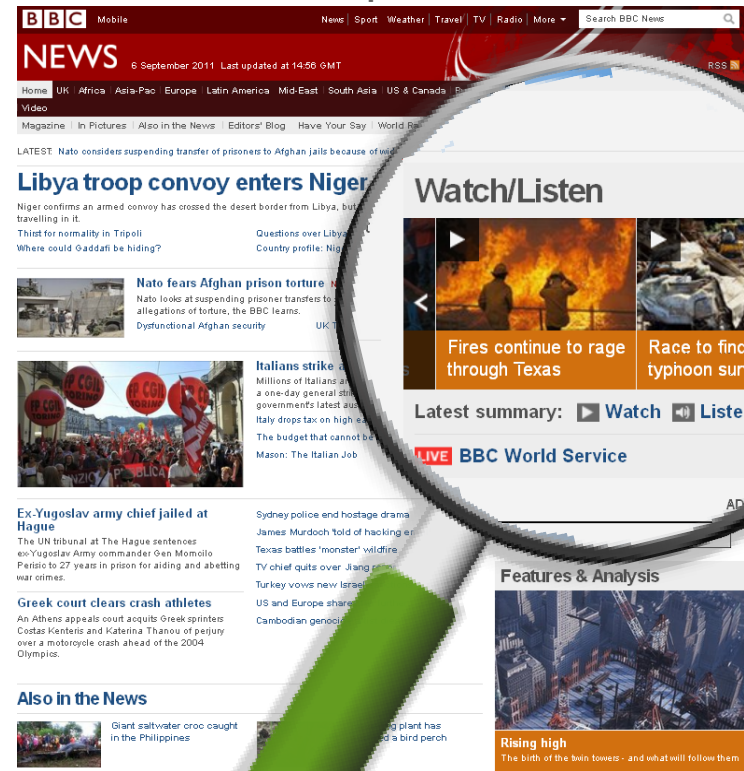 BBC Mobile News Sport Weather Travel TV Radio More Search BBC News
NEWS 6 September 2011 Last updated at 14:56 GMT RSS
Home UK Africa Asia-Pac Europe Latin America Mid-East South Asia US & Canada
Video
Magazine In Pictures Also in the News Editors' Blog Have Your Say World
LATEST: Nato considers suspending transfer of prisoners to Afghan jails because of
Libya troop convoy enters Niger
Niger confirms an armed convoy has crossed the desert border from Libya, but
travelling in it.
Thirst for normality in Tripoli
Where could Gaddafi be hiding?
Questions over Libya
Country profile:
Nato fears Afghan prison torture
Nato looks at suspending prisoner transfers to
allegations of torture, the BBC learns.
Dysfunctional Afghan security UK
Italians strike
Millions of Italians
a one-day general
government's latest
Italy drops tax on high
The budget that cannot be
Mason: The Italian Job
Ex-Yugoslav army chief jailed at
Hague
The UN tribunal at The Hague sentences
ex-Yugoslav Army commander Gen Momcilo
Perisic to 27 years in prison for aiding and abetting
war crimes.
Greek court clears crash athletes
An Athens appeals court acquits Greek sprinters
Costas Kenteris and Katerina Thanou of perjury
over a motorcycle crash ahead of the 2004
Olympics.
Sydney police end hostage drama
James Murdoch 'told of hacking
Texas battles 'monster' wildfire
TV chief quits over Jiang
Turkey vows new
US and Europe
Cambodian
Also in the News
Giant saltwater croc caught
in the Philippines
plant has
a bird perch
Watch/Listen
Fires continue to rage
through Texas
Race to find
typhoon
Latest summary: Watch
LIVE BBC World Service
Features & Analysis
Rising high
The birth of the twin towers - and what will follow them